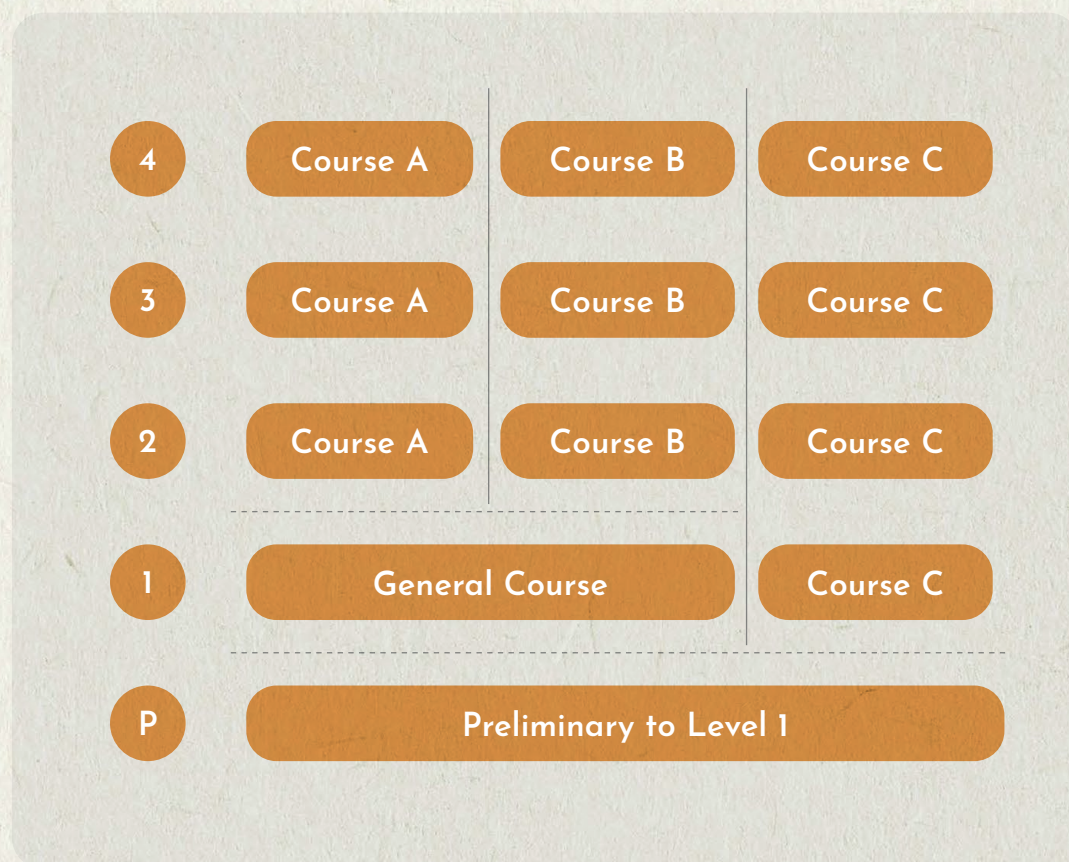 4 Course A Course B Course C
3 Course A Course B Course C
2 Course A Course B Course C
1 General Course Course C
P Preliminary to Level 1